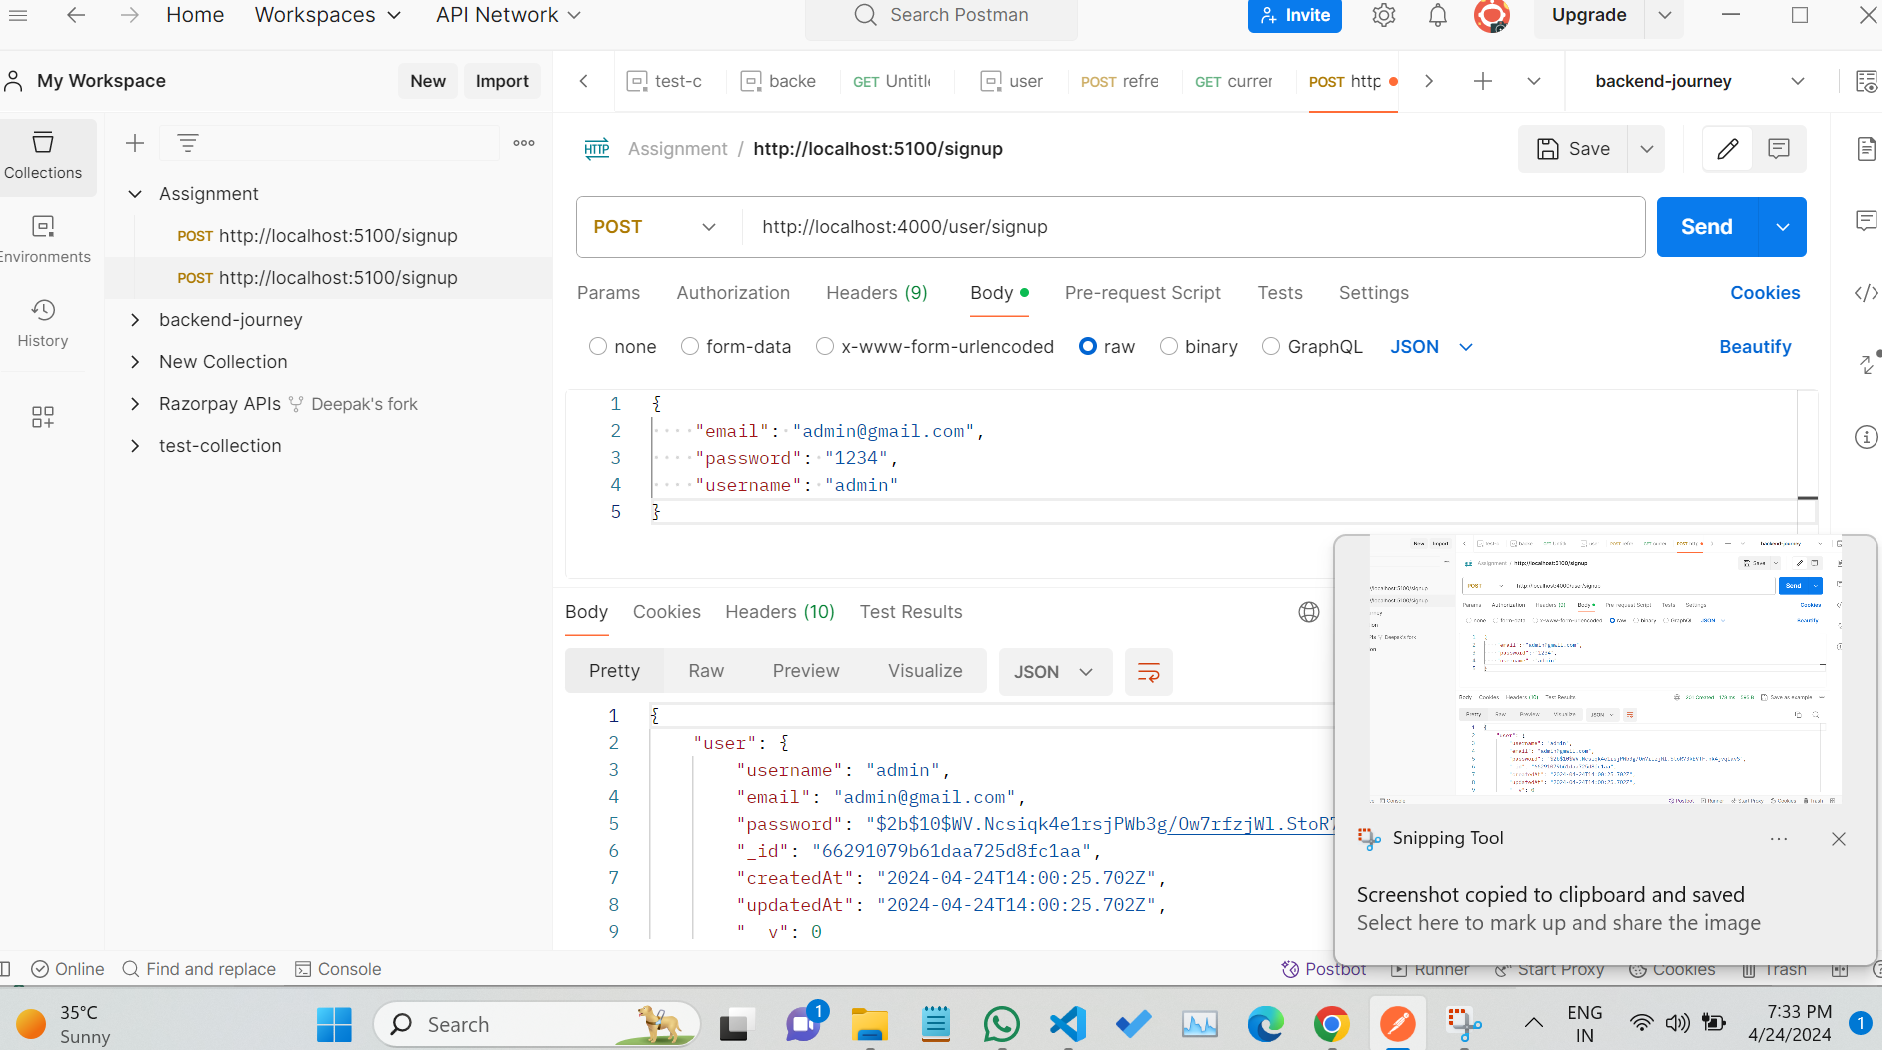 Home Workspaces API Network Search Postman Invite Upgrade
My Workspace New Import
test-c backe GET Untitl user POST refre GET currer POST http backend-journey
Collections
Environments
History
Assignment
POST http://localhost:5100/signup
POST http://localhost:5100/signup
backend-journey
New Collection
Razorpay APIs Deepak's fork
test-collection
HTTP Assignment / http://localhost:5100/signup Save
POST http://localhost:4000/user/signup Send
Params Authorization Headers (9) Body Pre-request Script Tests Settings Cookies
none form-data x-www-form-urlencoded raw binary GraphQL JSON Beautify
1 {
2 "email": "admin@gmail.com",
3 "password": "1234",
4 "username": "admin"
5 }
Body Cookies Headers (10) Test Results
Pretty Raw Preview Visualize JSON
1 {
2 "user": {
3 "username": "admin",
4 "email": "admin@gmail.com",
5 "password": "$2b$10$WV.Ncsiqk4e1rsjPWb3g/Ow7rfzjWl.StoR7
6 "_id": "66291079b61daa725d8fc1aa",
7 "createdAt": "2024-04-24T14:00:25.702Z",
8 "updatedAt": "2024-04-24T14:00:25.702Z",
9 "__v": 0
Snipping Tool
Screenshot copied to clipboard and saved
Select here to mark up and share the image
Online Find and replace Console Postbot Runner Start Proxy Cookies Trash
35°C
Sunny
Search
1
ENG
IN
7:33 PM
4/24/2024
1